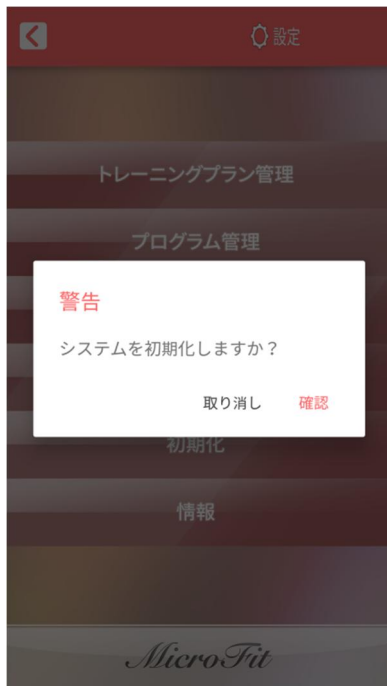 設定
トレーニングプラン管理
プログラム管理
警告
システムを初期化しますか？
取り消し 確認
初期化
情報
MicroFit